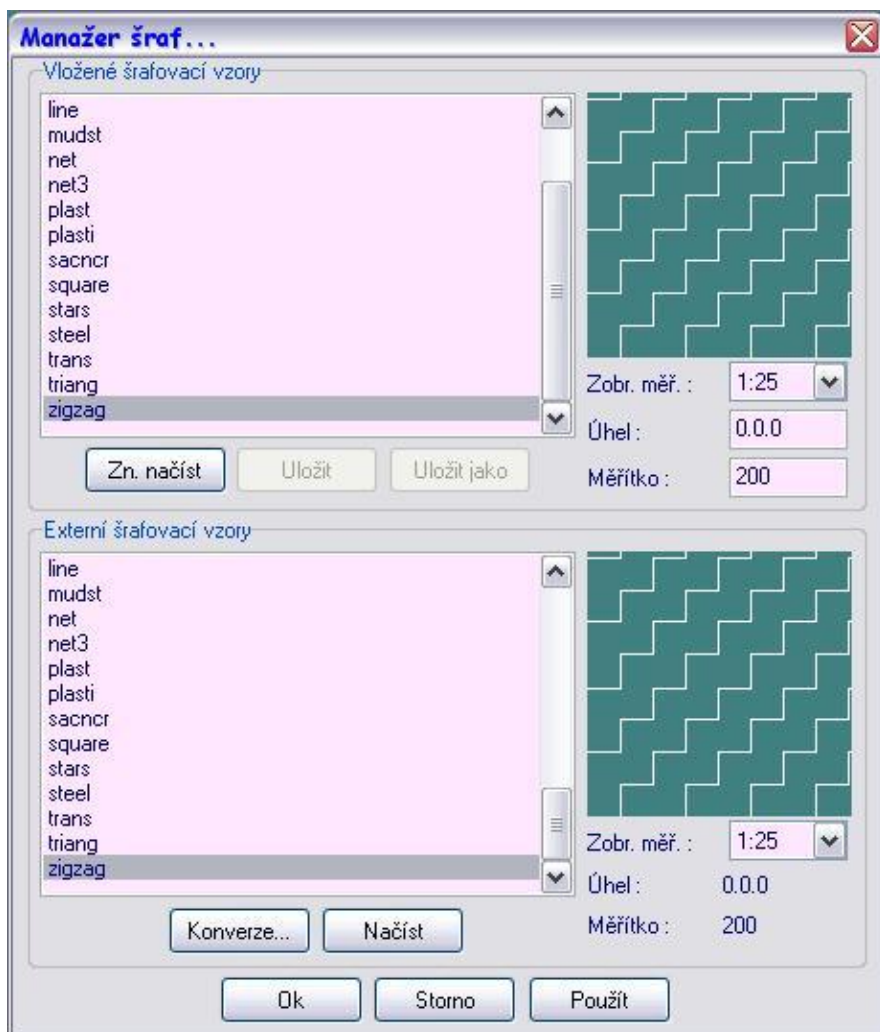 Manažer šraf...
Vložené šrafovací vzory
line
mudst
net
net3
plast
plasti
sacncr
square
stars
steel
trans
triang
zigzag
Zobr. měř. : 1:25
Úhel : 0.0.0
Měřítko : 200
Zn. načíst Uložit Uložit jako
Externí šrafovací vzory
line
mudst
net
net3
plast
plasti
sacncr
square
stars
steel
trans
triang
zigzag
Zobr. měř. : 1:25
Úhel : 0.0.0
Měřítko : 200
Konverze... Načíst
Ok Storno Použít